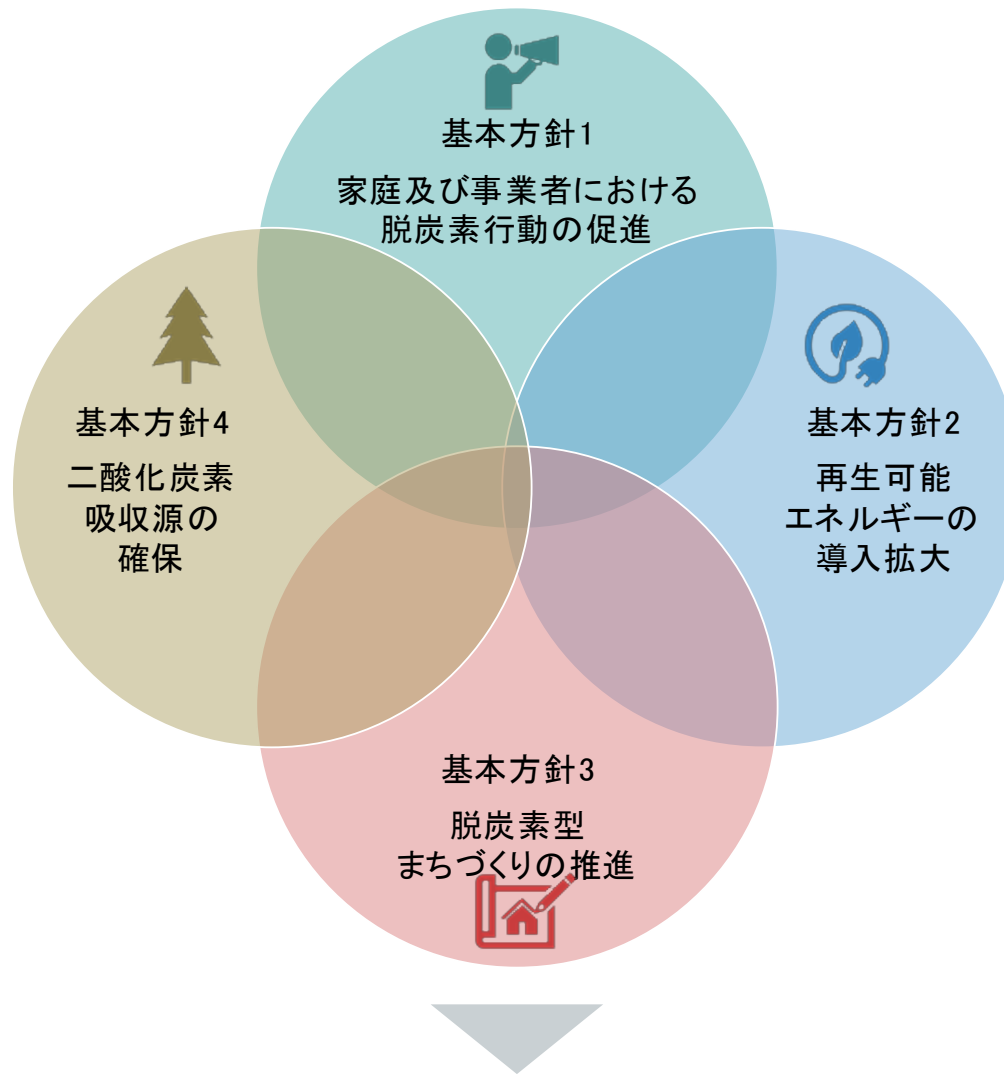 基本方針1
家庭及び事業者における
脱炭素行動の促進
基本方針2
再生可能
エネルギーの
導入拡大
基本方針3
脱炭素型
まちづくりの推進
基本方針4
二酸化炭素
吸収源の
確保